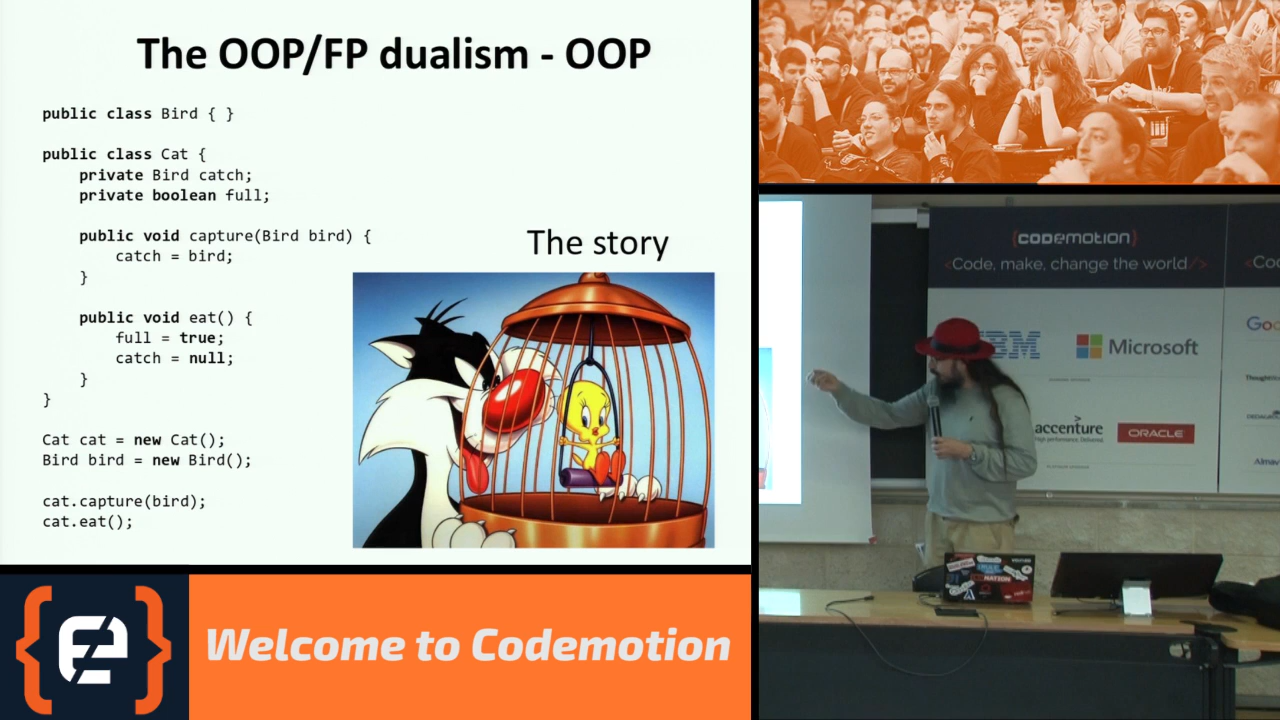 The OOP/FP dualism - OOP
public class Bird { }
public class Cat {
private Bird catch;
private boolean full;
public void capture(Bird bird) {
catch = bird;
}
public void eat() {
full = true;
catch = null;
}
}
Cat cat = new Cat();
Bird bird = new Bird();
cat.capture(bird);
cat.eat();
The story
Welcome to Codemotion
{codemotion}
<Code, make, change the world/>
IBM
Microsoft
accenture
High performance. Delivered.
ORACLE